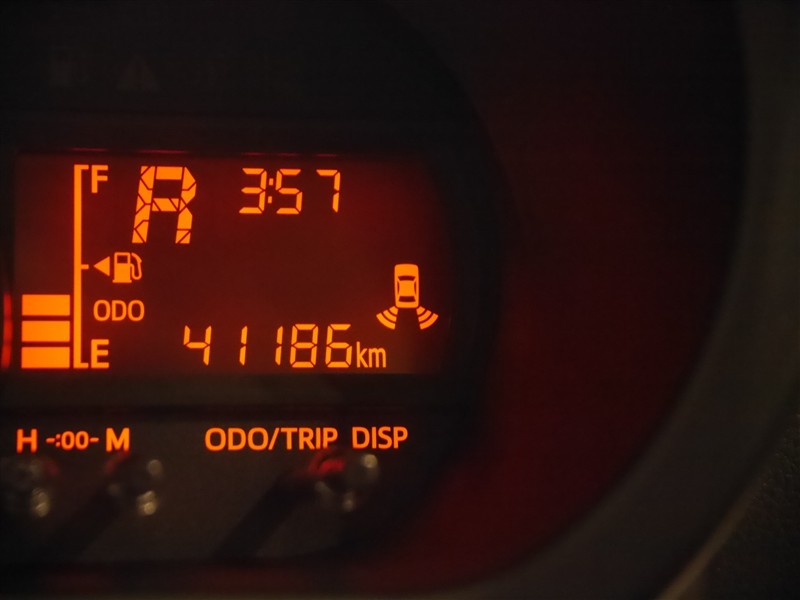 F R 3:57
ODO
E 41186km
H -:00- M ODO/TRIP DISP